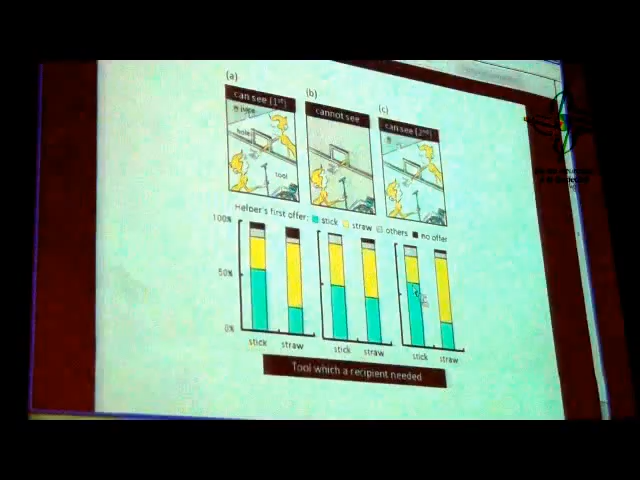 (a)
can see (1st)
hole
tool
(b)
cannot see
(c)
can see (2nd)
Helper's first offer: stick straw others no offer
100%
50%
0%
stick straw
stick straw
stick straw
Tool which a recipient needed